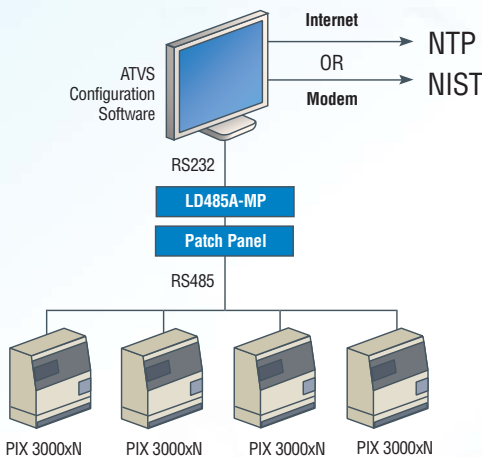 Internet
NTP
ATVS
Configuration
Software
OR
Modem
NIST
RS232
LD485A-MP
Patch Panel
RS485
PIX 3000xN
PIX 3000xN
PIX 3000xN
PIX 3000xN